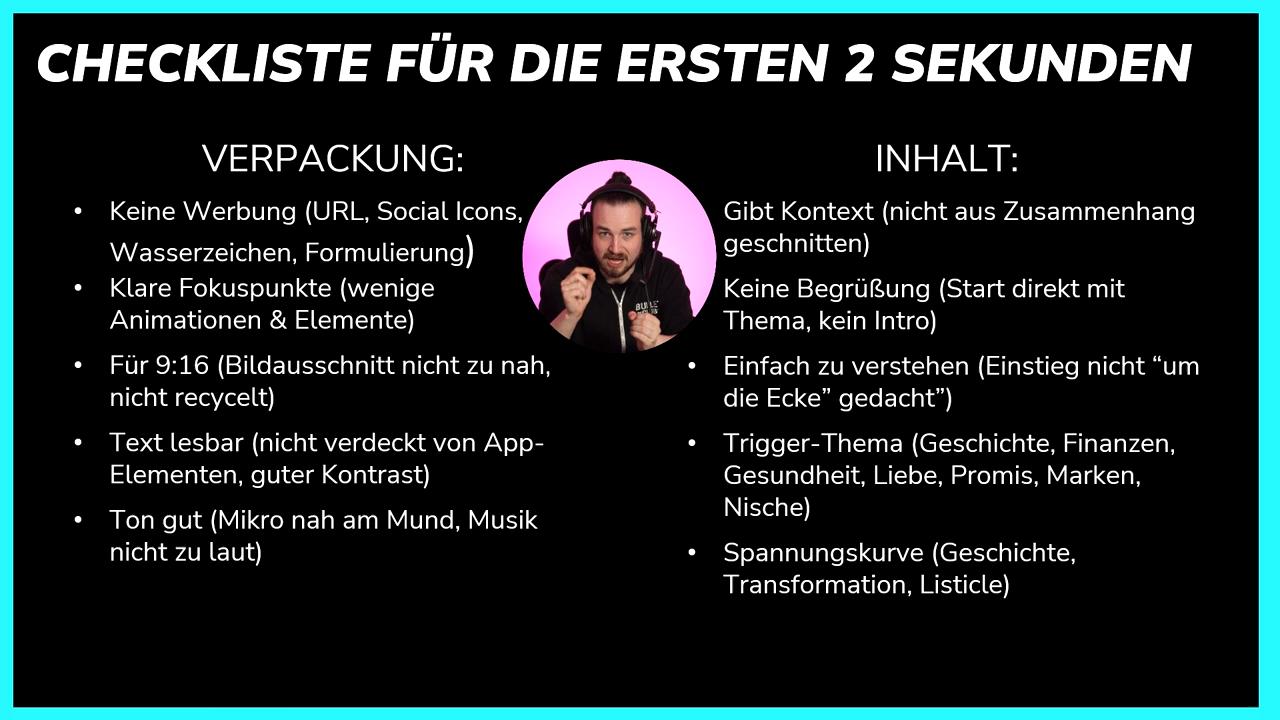 CHECKLISTE FÜR DIE ERSTEN 2 SEKUNDEN
VERPACKUNG:
• Keine Werbung (URL, Social Icons,
Wasserzeichen, Formulierung)
• Klare Fokuspunkte (wenige
Animationen & Elemente)
• Für 9:16 (Bildausschnitt nicht zu nah,
nicht recycelt)
• Text lesbar (nicht verdeckt von App-
Elementen, guter Kontrast)
• Ton gut (Mikro nah am Mund, Musik
nicht zu laut)
INHALT:
Gibt Kontext (nicht aus Zusammenhang
geschnitten)
Keine Begrüßung (Start direkt mit
Thema, kein Intro)
• Einfach zu verstehen (Einstieg nicht “um
die Ecke” gedacht”)
• Trigger-Thema (Geschichte, Finanzen,
Gesundheit, Liebe, Promis, Marken,
Nische)
• Spannungskurve (Geschichte,
Transformation, Listicle)